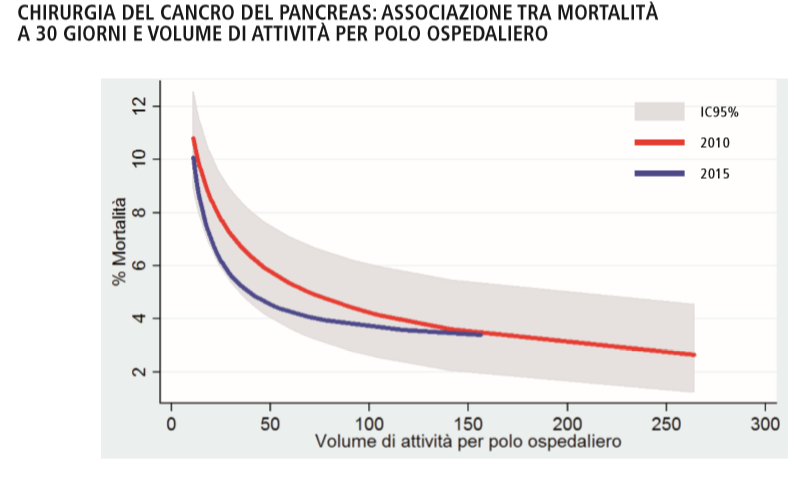 CHIRURGIA DEL CANCRO DEL PANCREAS: ASSOCIAZIONE TRA MORTALITÀ
A 30 GIORNI E VOLUME DI ATTIVITÀ PER POLO OSPEDALIERO
IC95%
2010
2015
% Mortalità
12
10
8
6
4
2
0 50 100 150 200 250 300
Volume di attività per polo ospedaliero